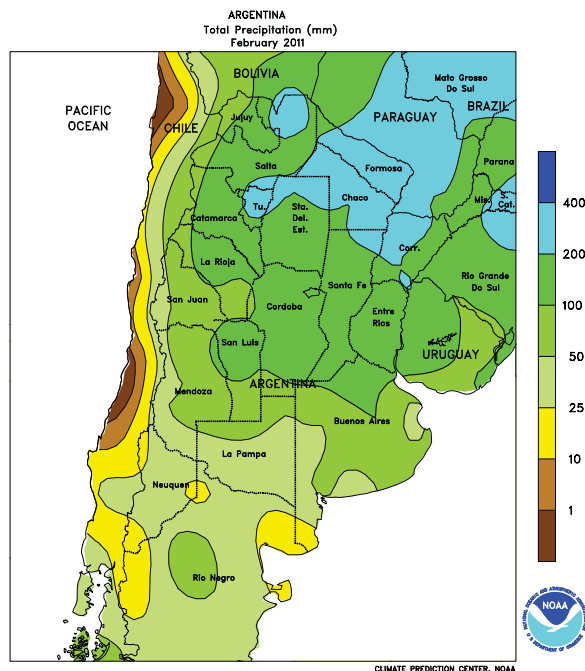 ARGENTINA
Total Precipitation (mm)
February 2011
BOLIVIA
Mato Grosso
Do Sul
PACIFIC
OCEAN
CHILE
PARAGUAY
BRAZIL
Jujuy
Salta
Formosa
Parana
Tu.
Sta.
Del.
Est.
Chaco
Mis.
S.
Cat.
Catamarca
Corr.
La Rioja
Rio Grande
Do Sul
San Juan
Santa Fe
Cordoba
Entre
Rios
San Luis
URUGUAY
Mendoza
ARGENTINA
Buenos Aires
La Pampa
Neuquen
Rio Negro
400
200
100
50
25
10
1
NOAA
CLIMATE PREDICTION CENTER, NOAA